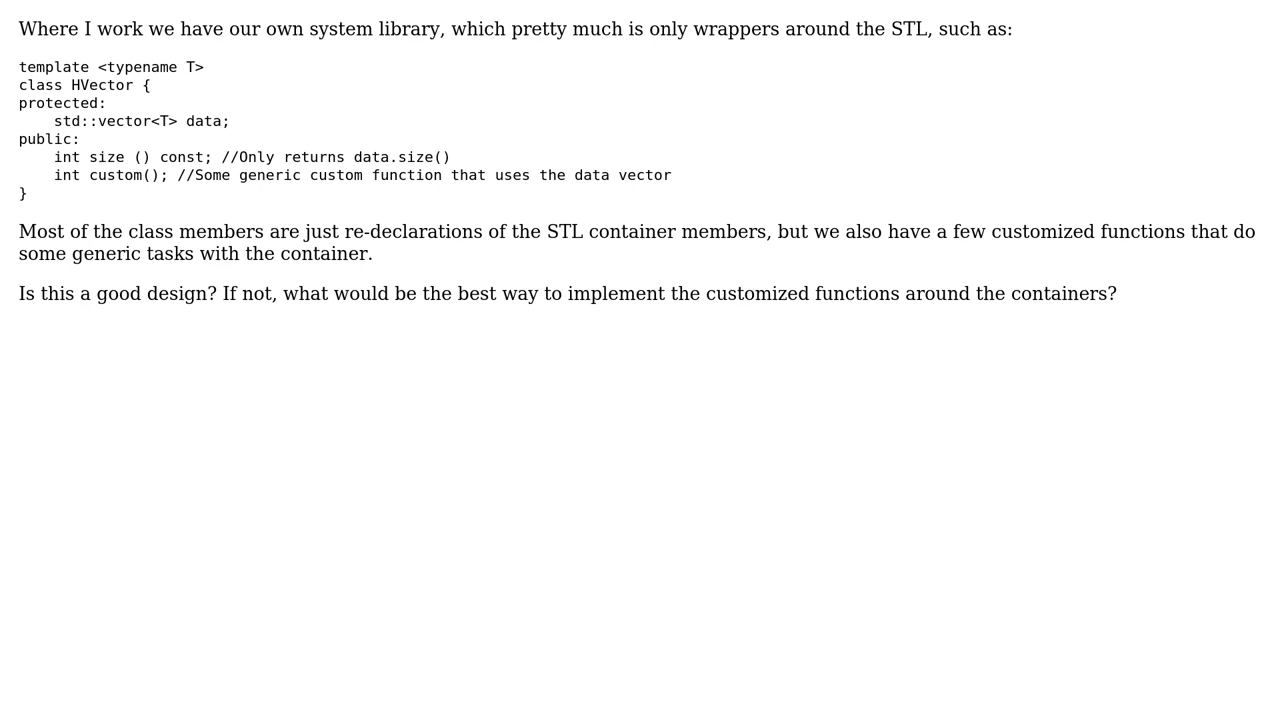 Where I work we have our own system library, which pretty much is only wrappers around the STL, such as:
template <typename T>
class HVector {
protected:
    std::vector<T> data;
public:
    int size () const; //Only returns data.size()
    int custom(); //Some generic custom function that uses the data vector
}
Most of the class members are just re-declarations of the STL container members, but we also have a few customized functions that do
some generic tasks with the container.
Is this a good design? If not, what would be the best way to implement the customized functions around the containers?